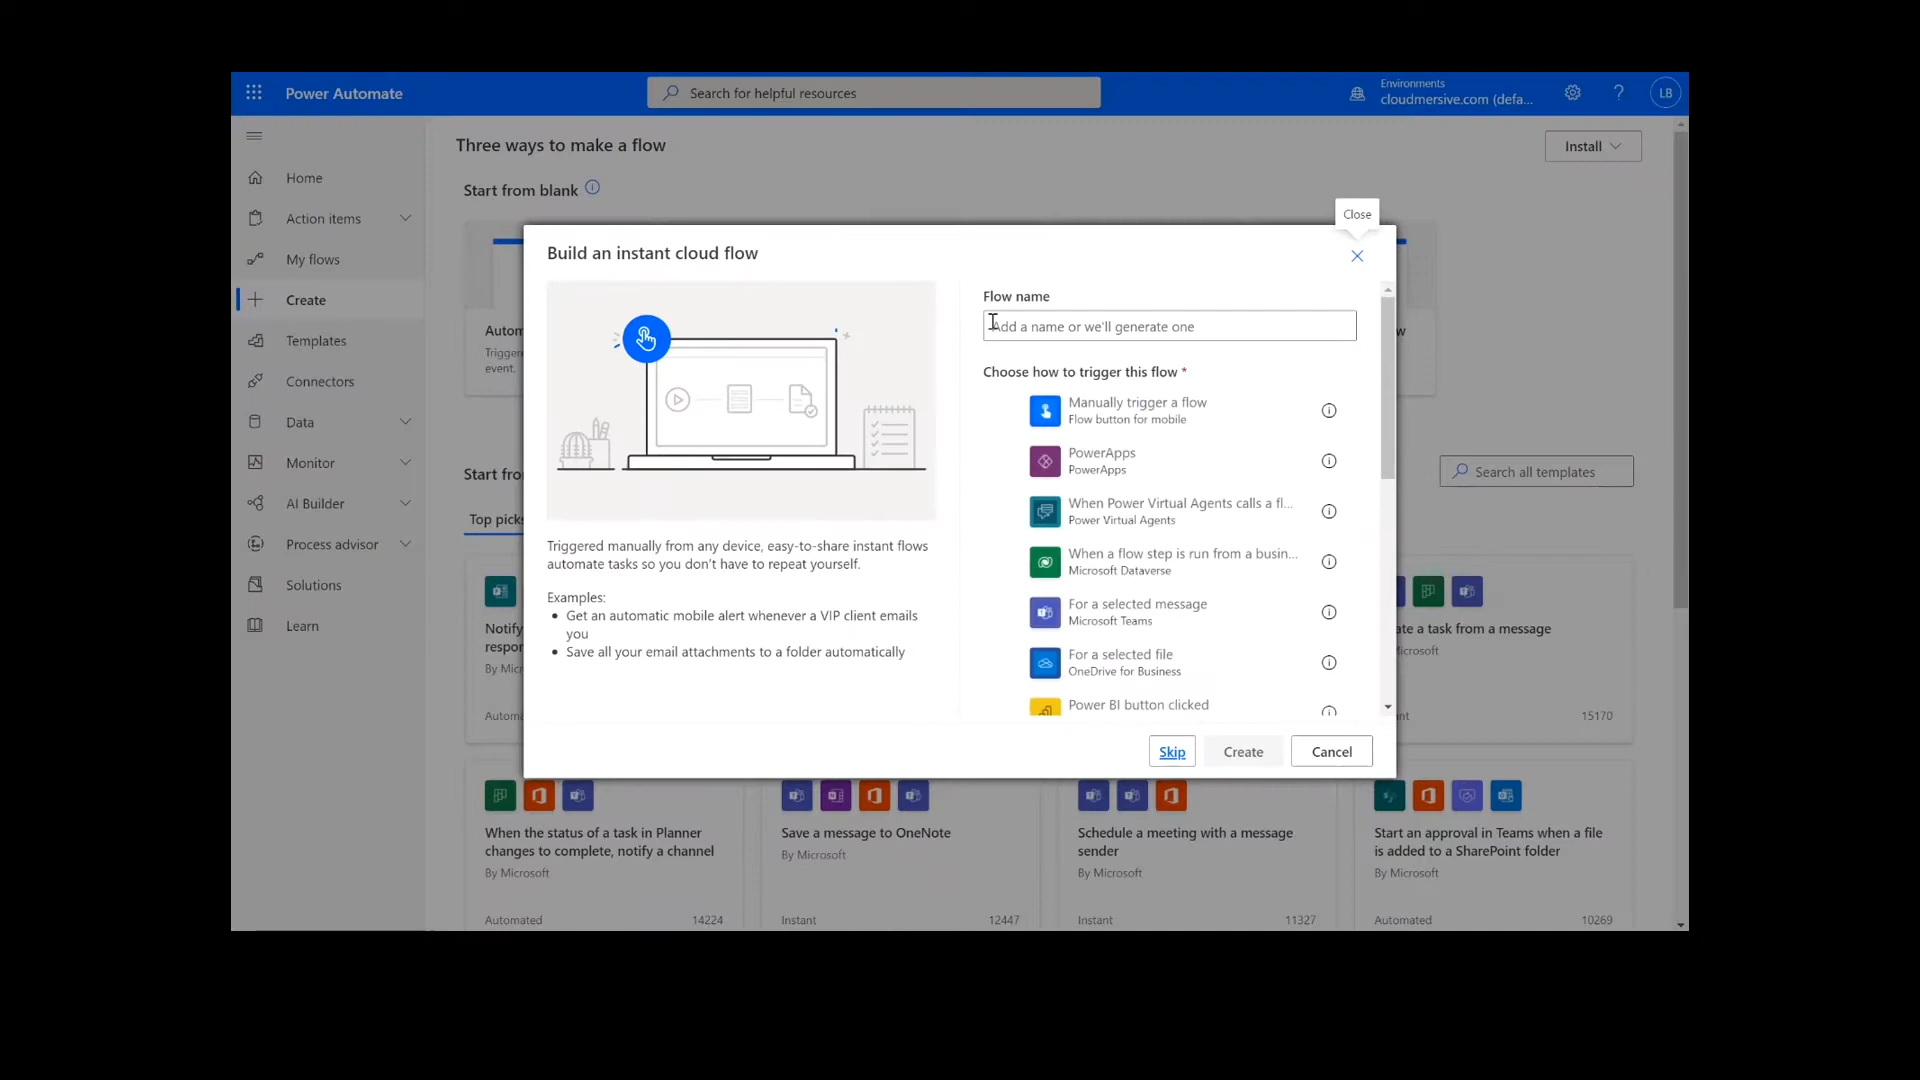 Power Automate
Search for helpful resources
Environments
cloudmersive.com (defa...
?
LB
Home
Action items
My flows
Create
Templates
Connectors
Data
Monitor
AI Builder
Process advisor
Solutions
Learn
Three ways to make a flow
Install
Start from blank
Close
Build an instant cloud flow
Triggered manually from any device, easy-to-share instant flows
automate tasks so you don't have to repeat yourself.
Examples:
• Get an automatic mobile alert whenever a VIP client emails
you
• Save all your email attachments to a folder automatically
Flow name
Add a name or we'll generate one
Choose how to trigger this flow *
Manually trigger a flow
Flow button for mobile
PowerApps
PowerApps
When Power Virtual Agents calls a fl...
Power Virtual Agents
When a flow step is run from a busin...
Microsoft Dataverse
For a selected message
Microsoft Teams
For a selected file
OneDrive for Business
Power BI button clicked
Skip
Create
Cancel
event.
Search all templates
Top picks
Notify
By Micr
15170
a task from a message
When the status of a task in Planner
changes to complete, notify a channel
By Microsoft
Automated
14224
Save a message to OneNote
By Microsoft
Instant
12447
Schedule a meeting with a message
sender
By Microsoft
Instant
11327
Start an approval in Teams when a file
is added to a SharePoint folder
By Microsoft
Automated
10269